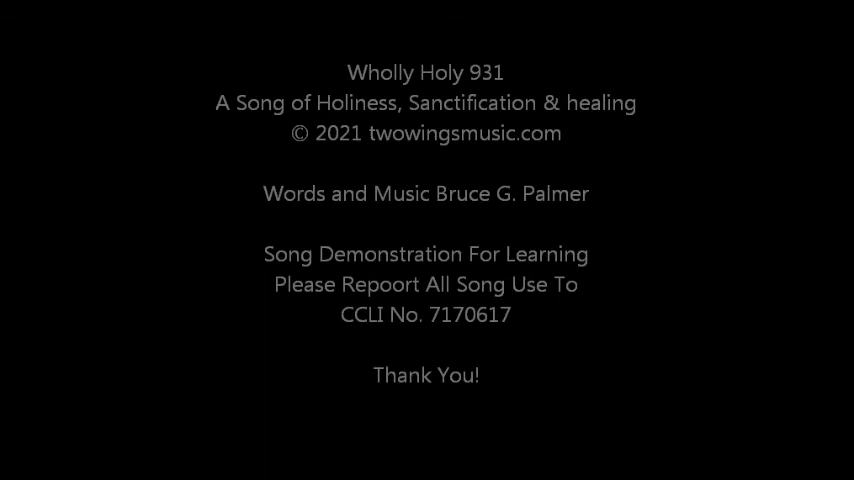 Wholly Holy 931
A Song of Holiness, Sanctification & healing
© 2021 twowingsmusic.com
Words and Music Bruce G. Palmer
Song Demonstration For Learning
Please Repoort All Song Use To
CCLI No. 7170617
Thank You!